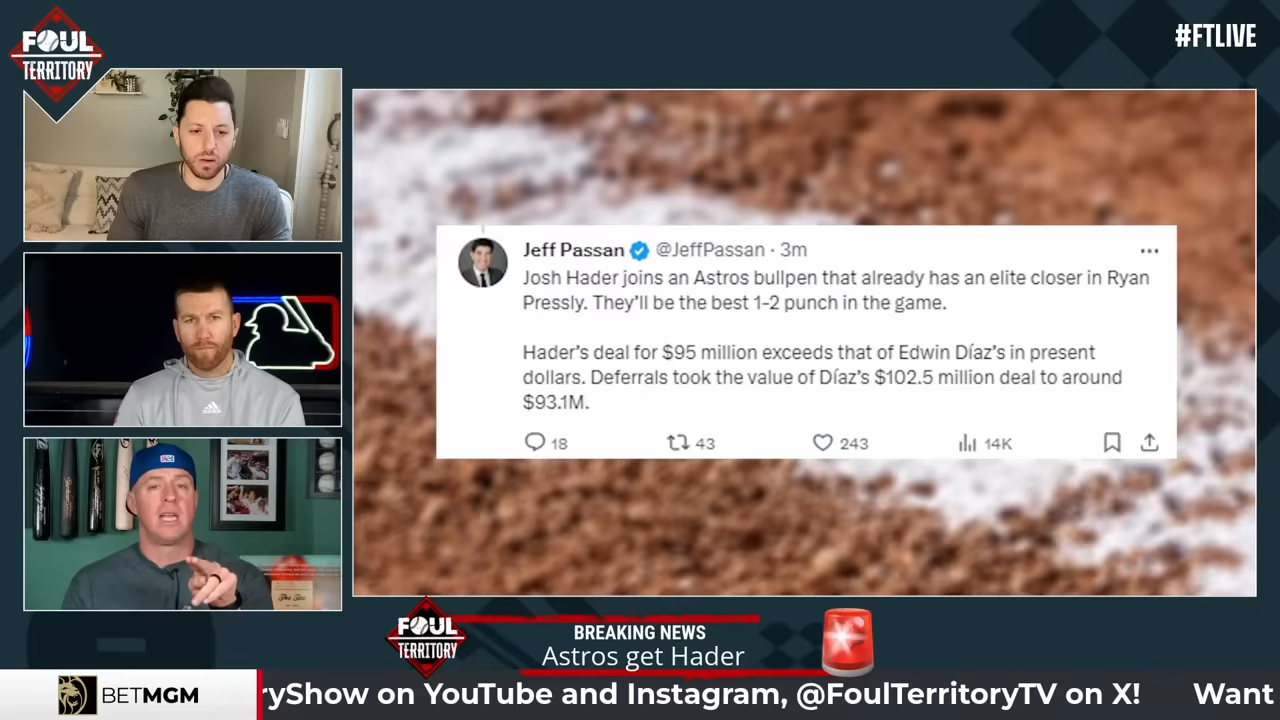 FOUL
TERRITORY
#FTLIVE
Jeff Passan @JeffPassan · 3m
Josh Hader joins an Astros bullpen that already has an elite closer in Ryan
Pressly. They'll be the best 1-2 punch in the game.
Hader's deal for $95 million exceeds that of Edwin Díaz's in present
dollars. Deferrals took the value of Díaz's $102.5 million deal to around
$93.1M.
18 43 243 14K
FOUL
TERRITORY
BREAKING NEWS
Astros get Hader
BETMGM
ryShow on YouTube and Instagram, @FoulTerritoryTV on X! Want